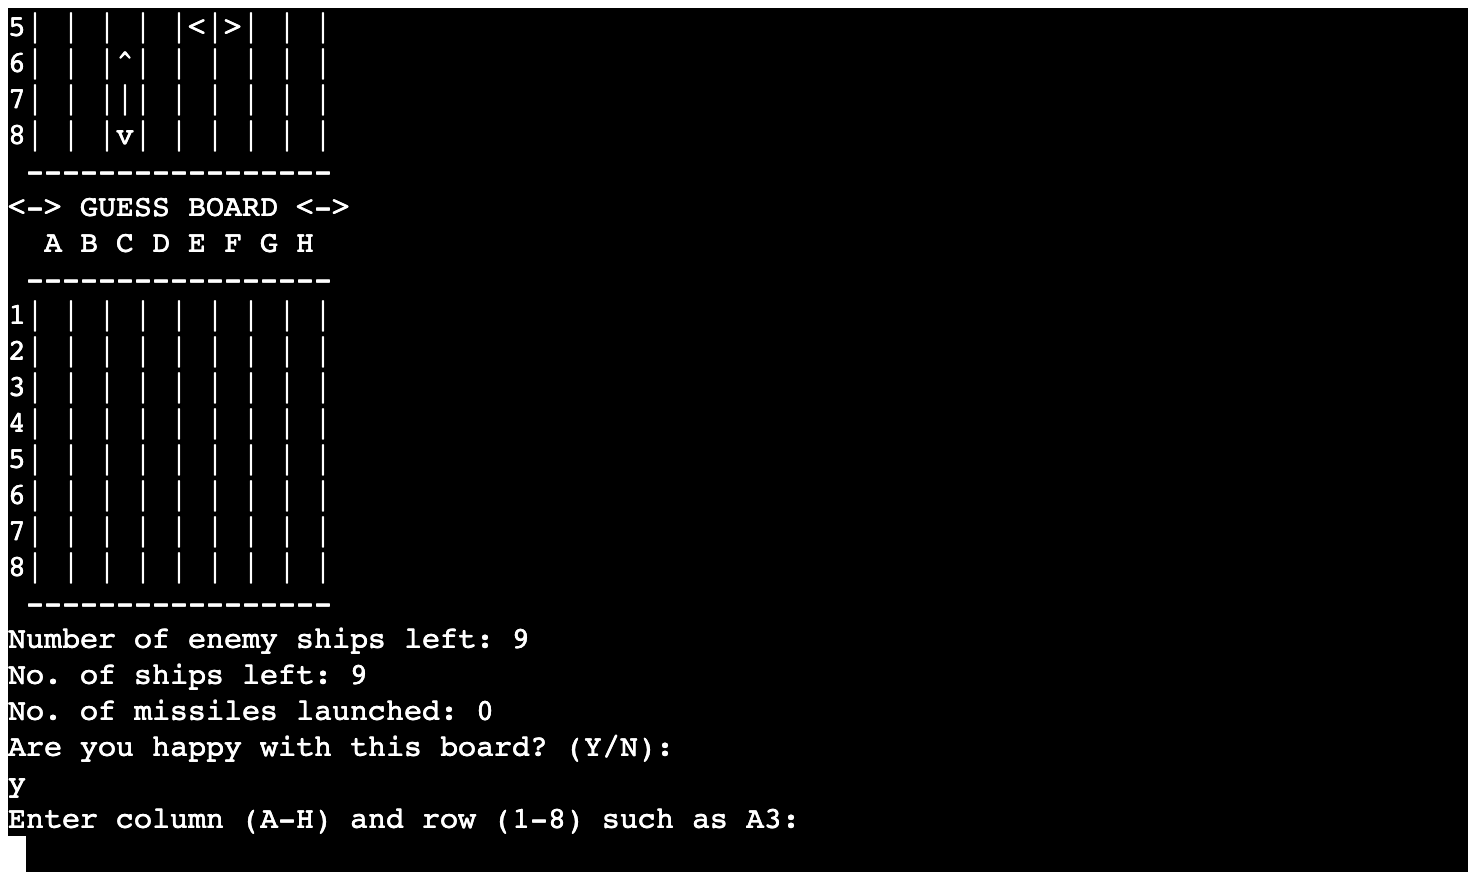 5| | | | |<|>| | |
6| | |^| | | | | |
7| | ||| | | | | |
8| | |v| | | | | |
 -----------------
<-> GUESS BOARD <->
  A B C D E F G H
 -----------------
1| | | | | | | | |
2| | | | | | | | |
3| | | | | | | | |
4| | | | | | | | |
5| | | | | | | | |
6| | | | | | | | |
7| | | | | | | | |
8| | | | | | | | |
 -----------------
Number of enemy ships left: 9
No. of ships left: 9
No. of missiles launched: 0
Are you happy with this board? (Y/N):
y
Enter column (A-H) and row (1-8) such as A3: